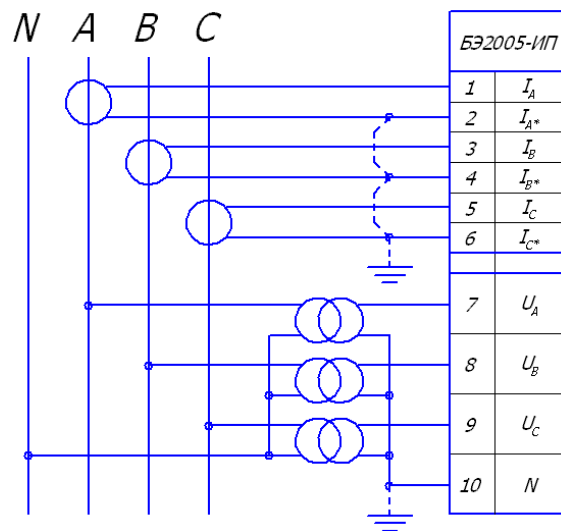 N A B C
БЭ2005-ИП
1 I_A
2 I_A*
3 I_B
4 I_B*
5 I_C
6 I_C*
7 U_A
8 U_B
9 U_C
10 N